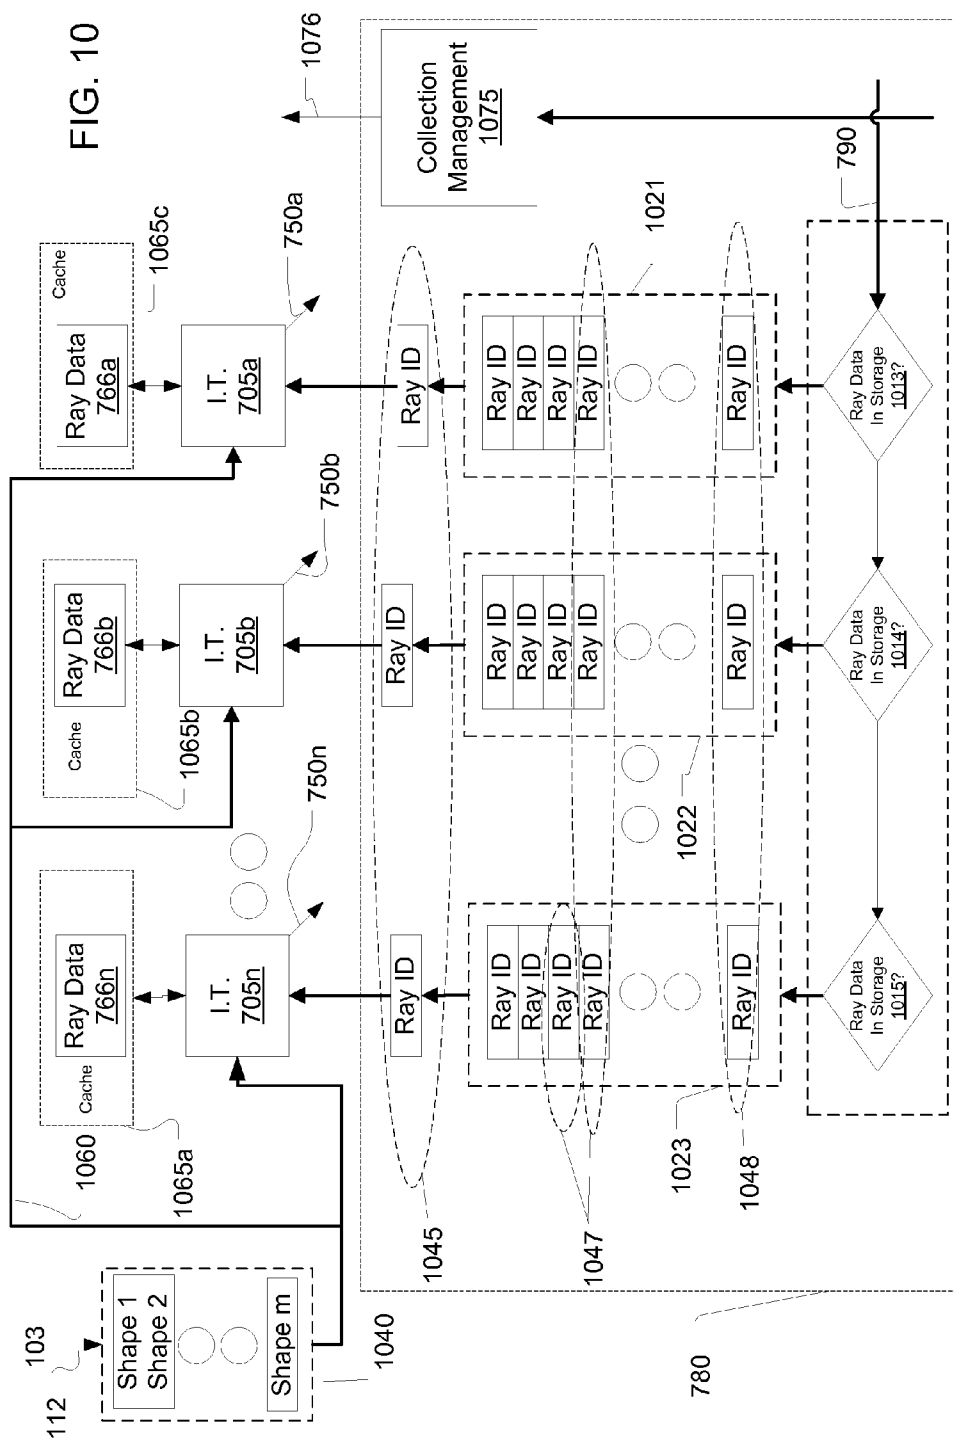 FIG. 10
112
103
Shape 1
Shape 2
Shape m
1040
1060
1065a
Cache
Ray Data
766n
I.T.
705n
750n
1065b
Cache
Ray Data
766b
I.T.
705b
750b
1065c
Cache
Ray Data
766a
I.T.
705a
750a
1076
Collection
Management
1075
1045
Ray ID
Ray ID
Ray ID
1047
1023
Ray ID
Ray ID
Ray ID
Ray ID
Ray ID
1022
Ray ID
Ray ID
Ray ID
Ray ID
Ray ID
1021
Ray ID
Ray ID
Ray ID
Ray ID
Ray ID
1048
780
790
Ray Data
In Storage
1015?
Ray Data
In Storage
1014?
Ray Data
In Storage
1013?